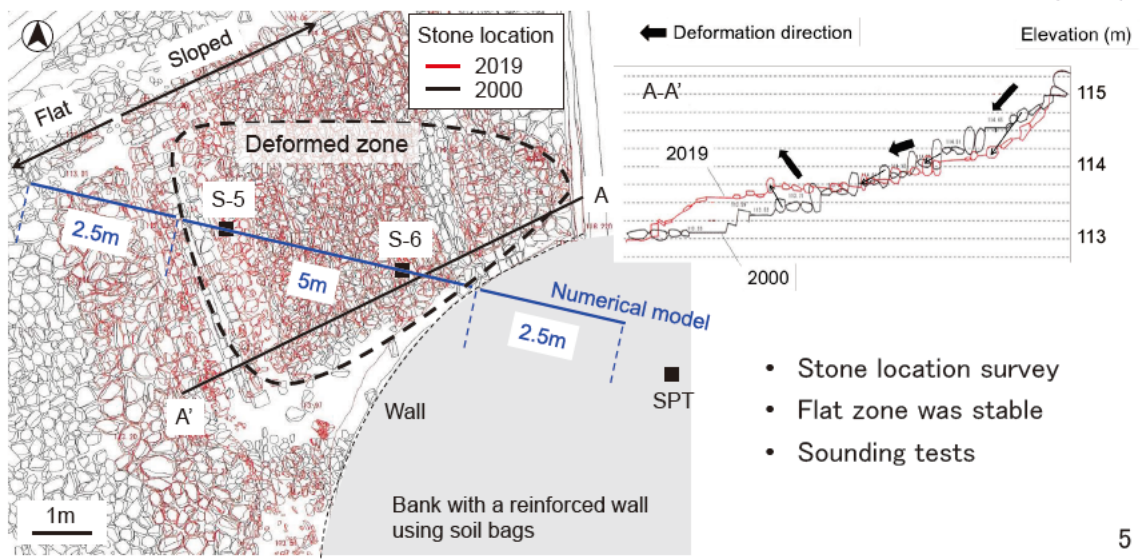 Flat
Sloped
Stone location
2019
2000
Deformed zone
S-5
S-6
A
A'
2.5m
5m
2.5m
Numerical model
Wall
SPT
Bank with a reinforced wall
using soil bags
1m
Deformation direction
Elevation (m)
A-A'
2019
2000
115
114
113
• Stone location survey
• Flat zone was stable
• Sounding tests
5